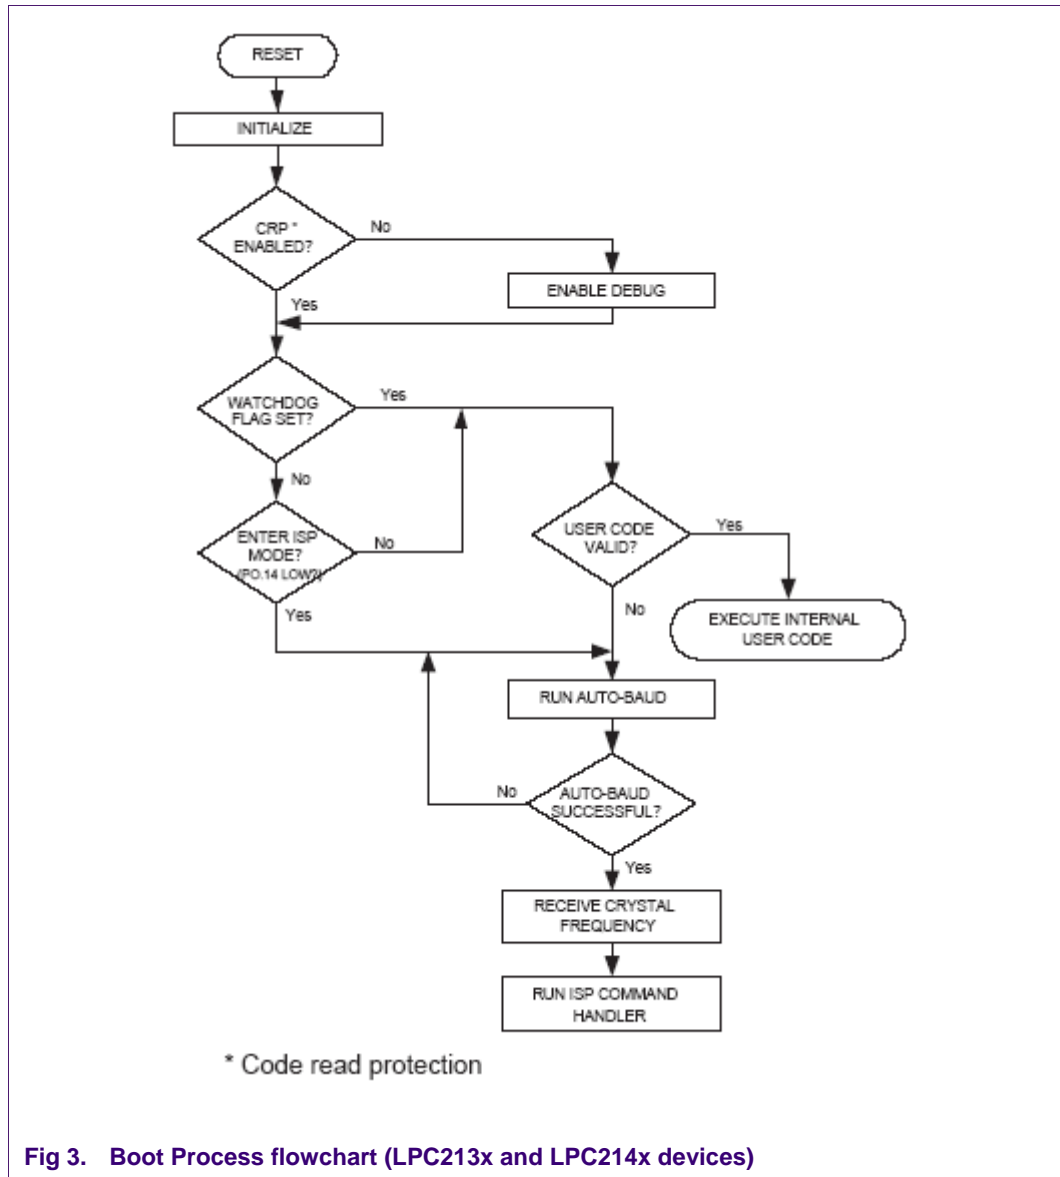 RESET
INITIALIZE
CRP *
ENABLED?
No
ENABLE DEBUG
Yes
WATCHDOG
FLAG SET?
Yes
No
ENTER ISP
MODE?
(PO.14 LOW?)
No
Yes
USER CODE
VALID?
Yes
No
EXECUTE INTERNAL
USER CODE
RUN AUTO-BAUD
AUTO-BAUD
SUCCESSFUL?
No
Yes
RECEIVE CRYSTAL
FREQUENCY
RUN ISP COMMAND
HANDLER
* Code read protection
Fig 3. Boot Process flowchart (LPC213x and LPC214x devices)